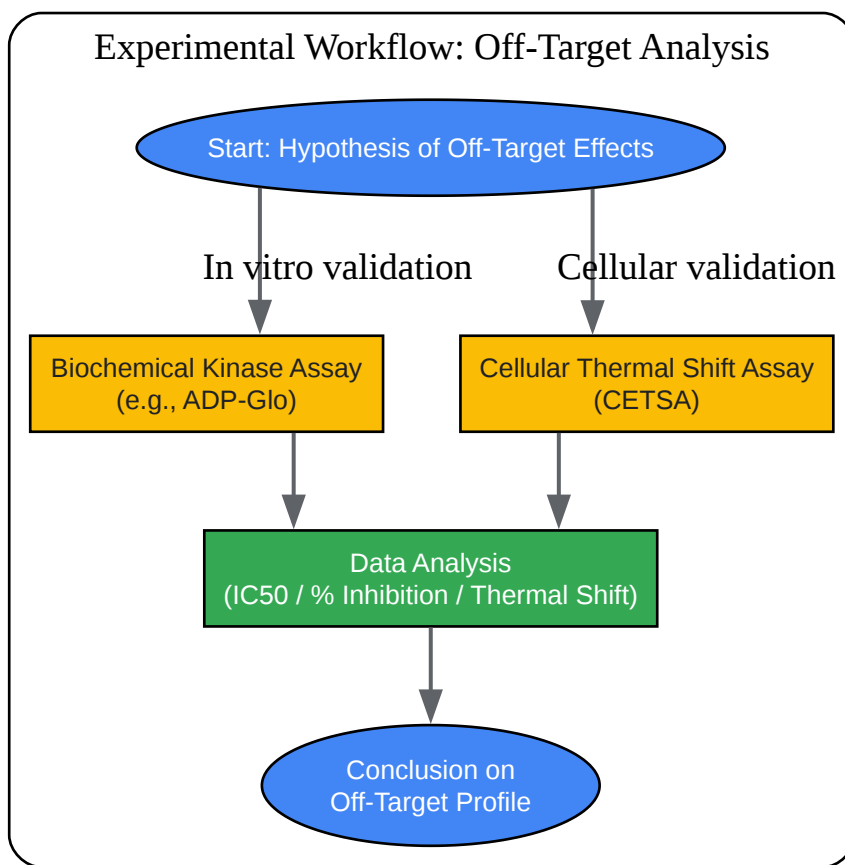 Experimental Workflow: Off-Target Analysis
Start: Hypothesis of Off-Target Effects
In vitro validation
Cellular validation
Biochemical Kinase Assay
(e.g., ADP-Glo)
Cellular Thermal Shift Assay
(CETSA)
Data Analysis
(IC50 / % Inhibition / Thermal Shift)
Conclusion on
Off-Target Profile